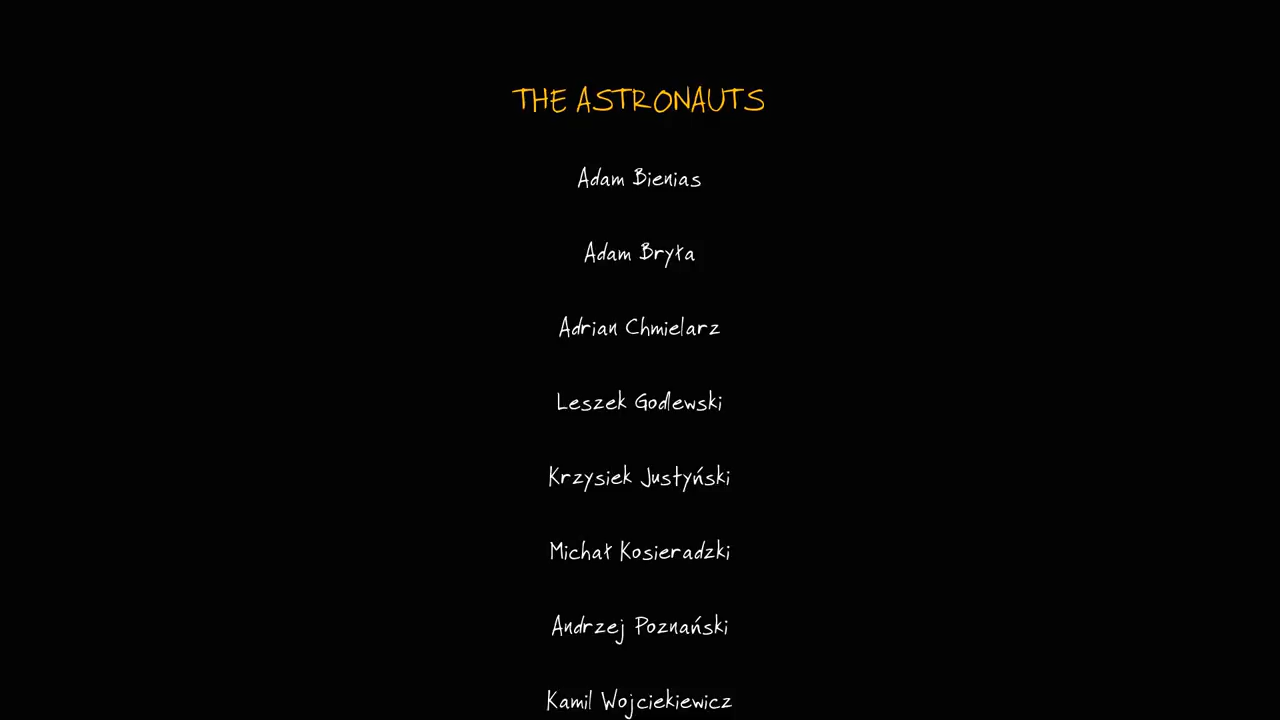 THE ASTRONAUTS
Adam Bienias
Adam Bryła
Adrian Chmielarz
Leszek Godlewski
Krzysiek Justyński
Michał Kosieradzki
Andrzej Poznański
Kamil Wojciekiewicz